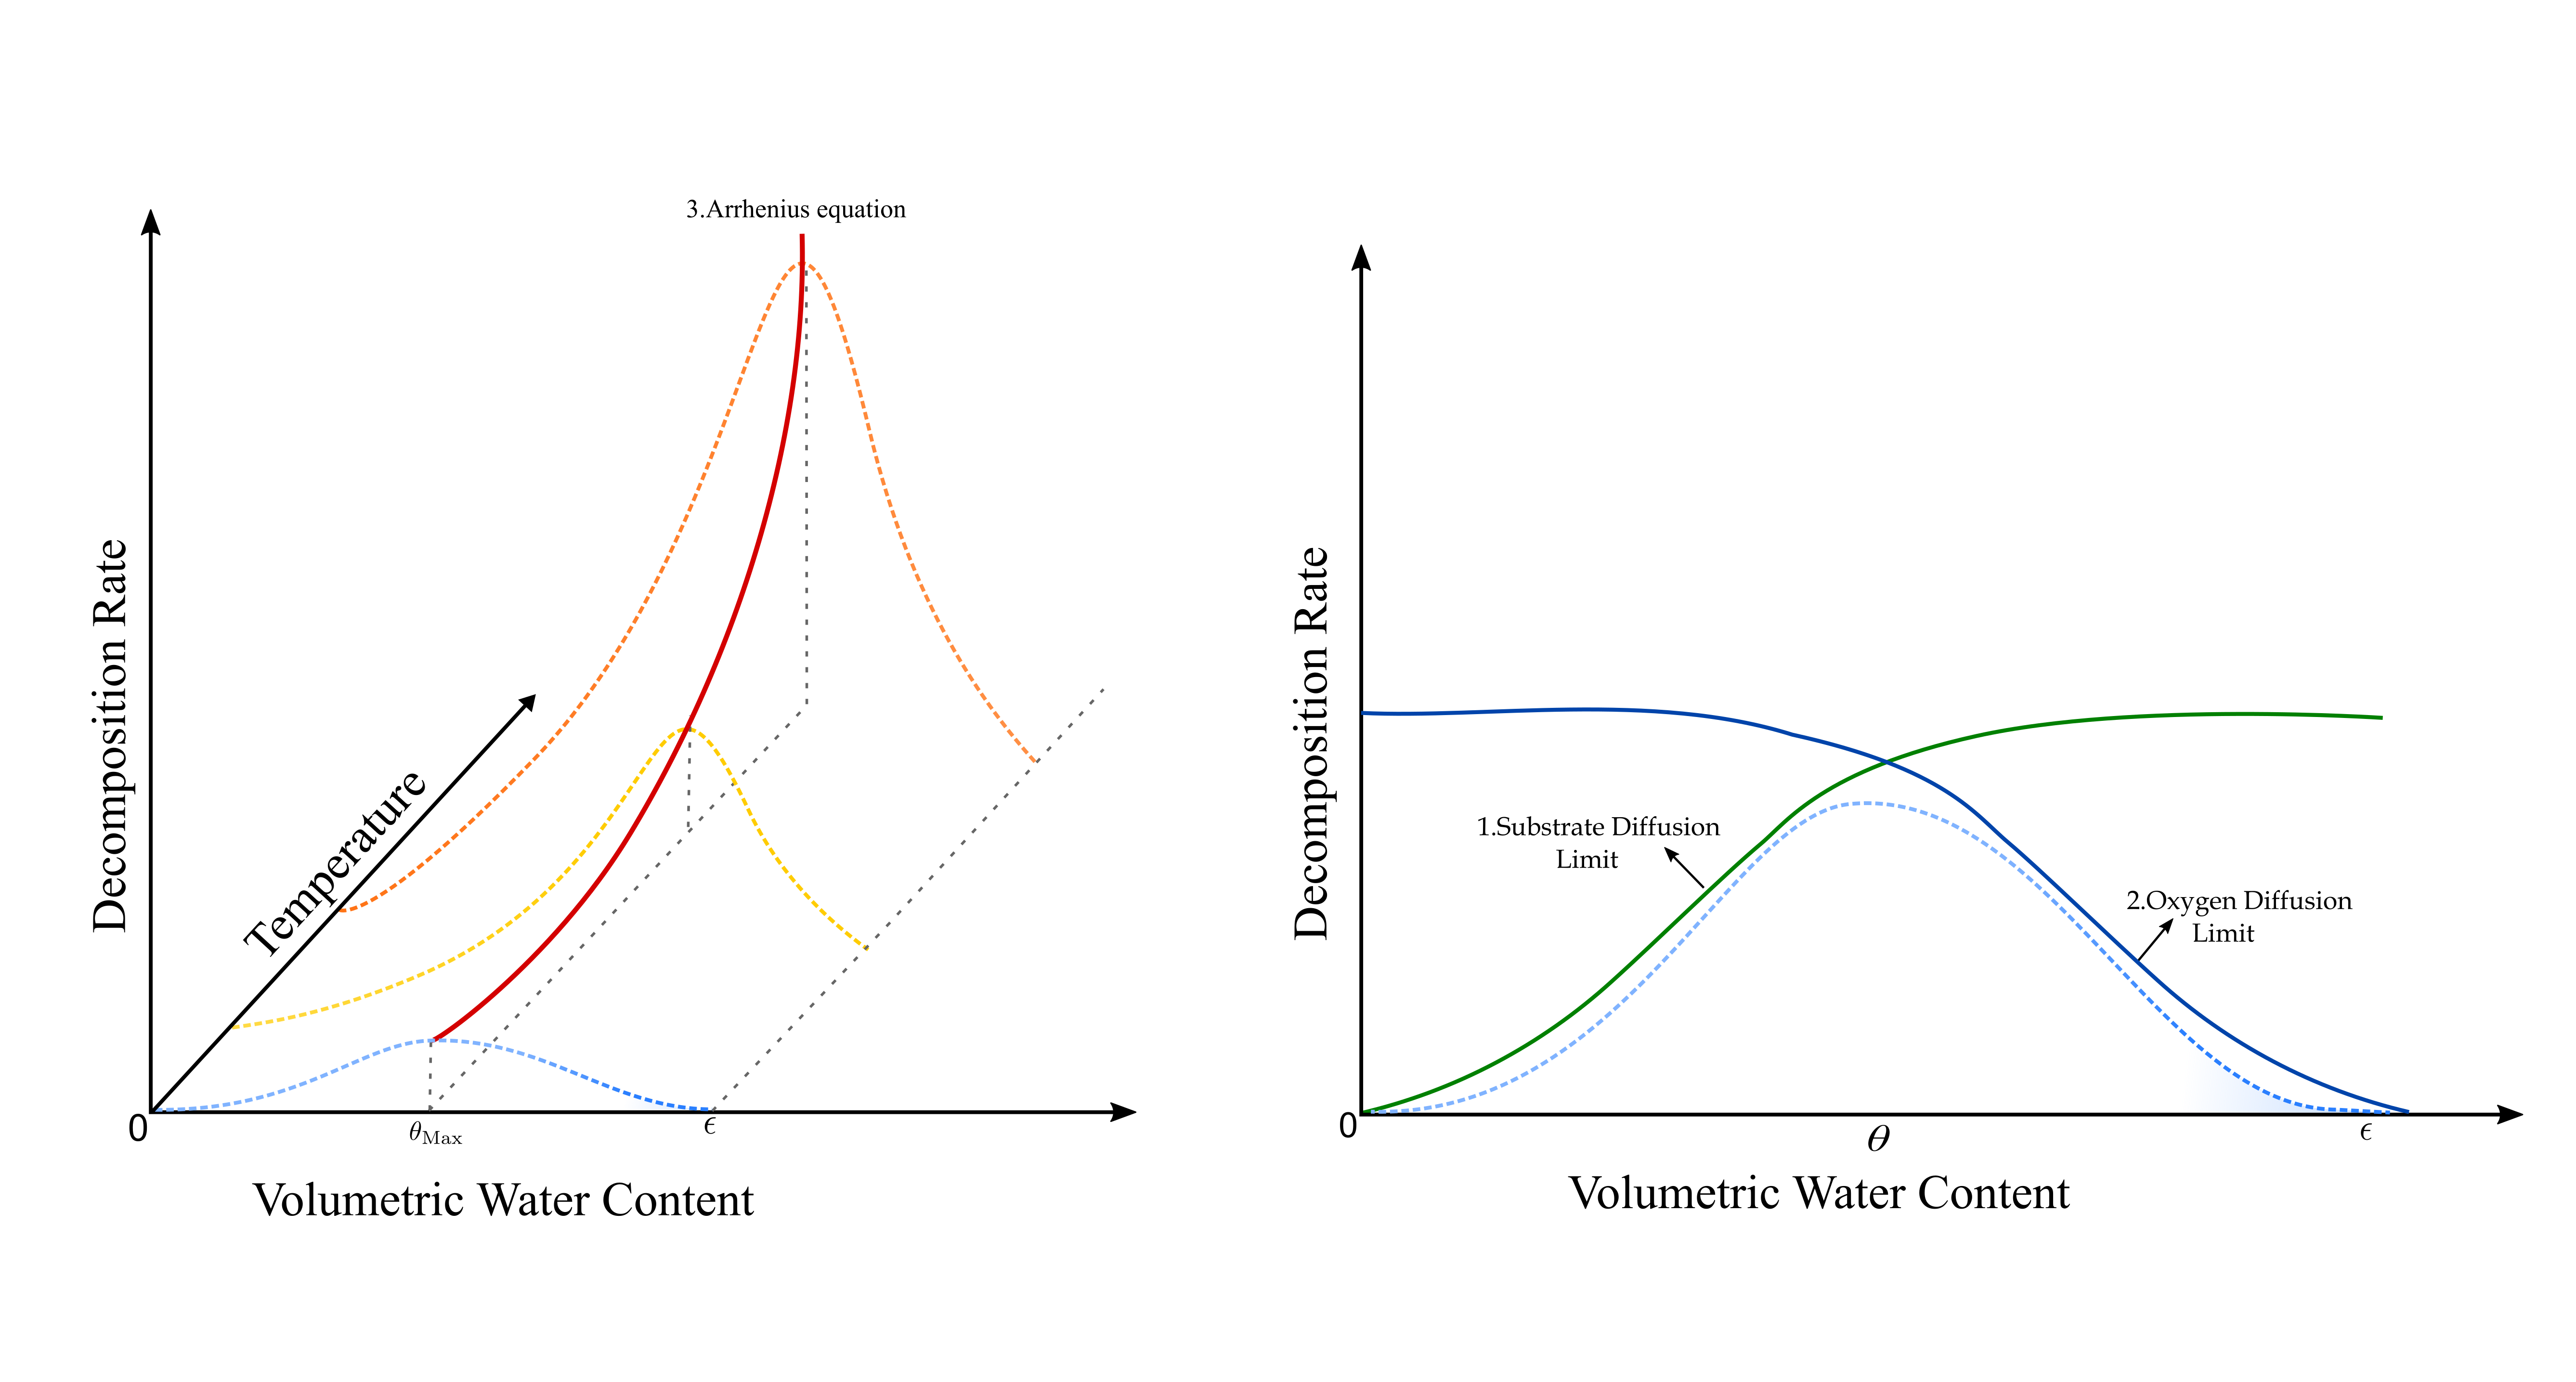 3.Arrhenius equation
Decomposition Rate
Temperature
0
θMax
ϵ
Volumetric Water Content
Decomposition Rate
1.Substrate Diffusion
Limit
2.Oxygen Diffusion
Limit
0
θ
ϵ
Volumetric Water Content